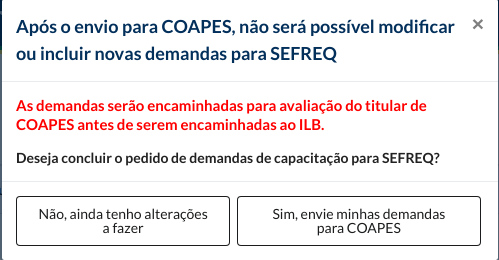 Após o envio para COAPES, não será possível modificar
ou incluir novas demandas para SEFREQ
×
As demandas serão encaminhadas para avaliação do titular de
COAPES antes de serem encaminhadas ao ILB.
Deseja concluir o pedido de demandas de capacitação para SEFREQ?
Não, ainda tenho alterações
a fazer
Sim, envie minhas demandas
para COAPES